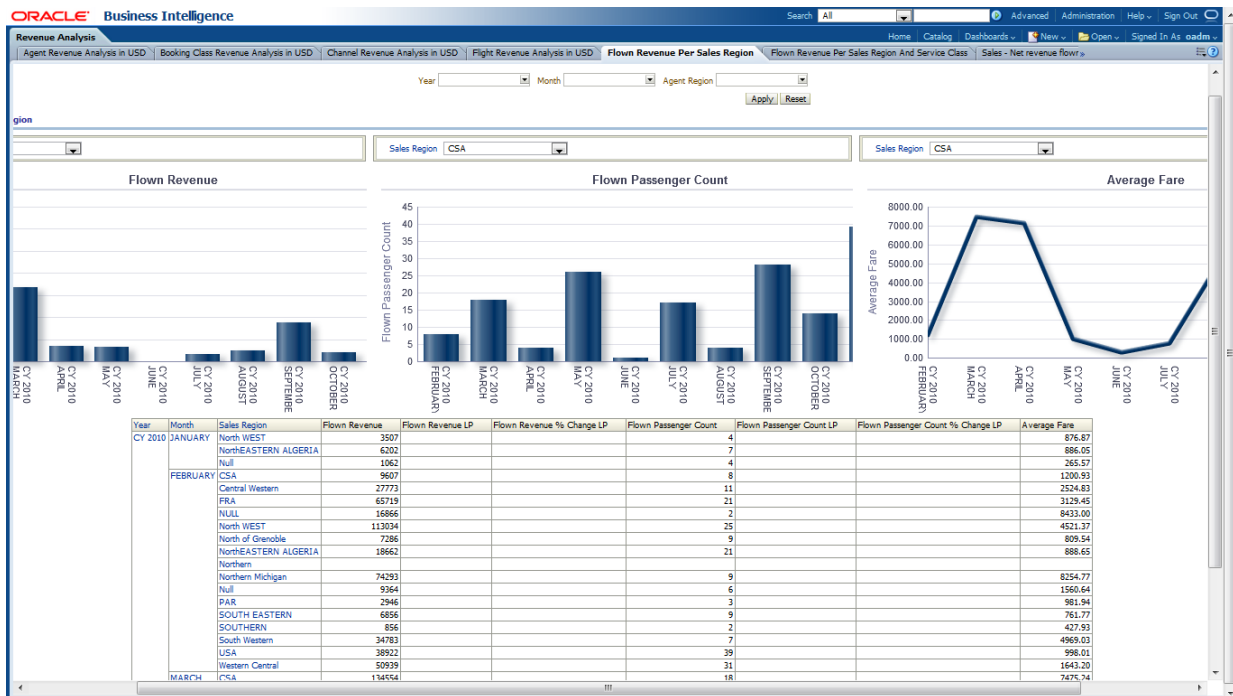 ORACLE Business Intelligence Search All Advanced Administration Help Sign Out
Revenue Analysis Home Catalog Dashboards New Open Signed In As oadm
Agent Revenue Analysis in USD Booking Class Revenue Analysis in USD Channel Revenue Analysis in USD Flight Revenue Analysis in USD Flown Revenue Per Sales Region Flown Revenue Per Sales Region And Service Class Sales - Net revenue flowr »
Year Month Agent Region
Apply Reset
gion
Sales Region CSA Sales Region CSA
Flown Revenue
MARCH CY 2010
APRIL CY 2010
MAY CY 2010
JUNE CY 2010
JULY CY 2010
AUGUST CY 2010
SEPTEMBE CY 2010
OCTOBER CY 2010
Flown Passenger Count
Flown Passenger Count
45
40
35
30
25
20
15
10
5
0
CY 2010 FEBRUARY
CY 2010 MARCH
CY 2010 APRIL
CY 2010 MAY
CY 2010 JUNE
CY 2010 JULY
CY 2010 AUGUST
CY 2010 SEPTEMBE
CY 2010 OCTOBER
Average Fare
Average Fare
8000.00
7000.00
6000.00
5000.00
4000.00
3000.00
2000.00
1000.00
0.00
CY 2010 FEBRUARY
CY 2010 MARCH
CY 2010 APRIL
CY 2010 MAY
CY 2010 JUNE
CY 2010 JULY
Year Month Sales Region Flown Revenue Flown Revenue LP Flown Revenue % Change LP Flown Passenger Count Flown Passenger Count LP Flown Passenger Count % Change LP Average Fare
CY 2010 JANUARY North WEST 3507 4 876.87
NorthEASTERN ALGERIA 6202 7 886.05
Null 1062 4 265.57
FEBRUARY CSA 9607 8 1200.93
Central Western 27773 11 2524.83
FRA 65719 21 3129.45
NULL 16866 2 8433.00
North WEST 113034 25 4521.37
North of Grenoble 7286 9 809.54
NorthEASTERN ALGERIA 18662 21 888.65
Northern
Northern Michigan 74293 9 8254.77
Null 9364 6 1560.64
PAR 2946 3 981.94
SOUTH EASTERN 6856 9 761.77
SOUTHERN 856 2 427.93
South Western 34783 7 4969.03
USA 38922 39 998.01
Western Central 50939 31 1643.20
MARCH CSA 134554 18 7475.24